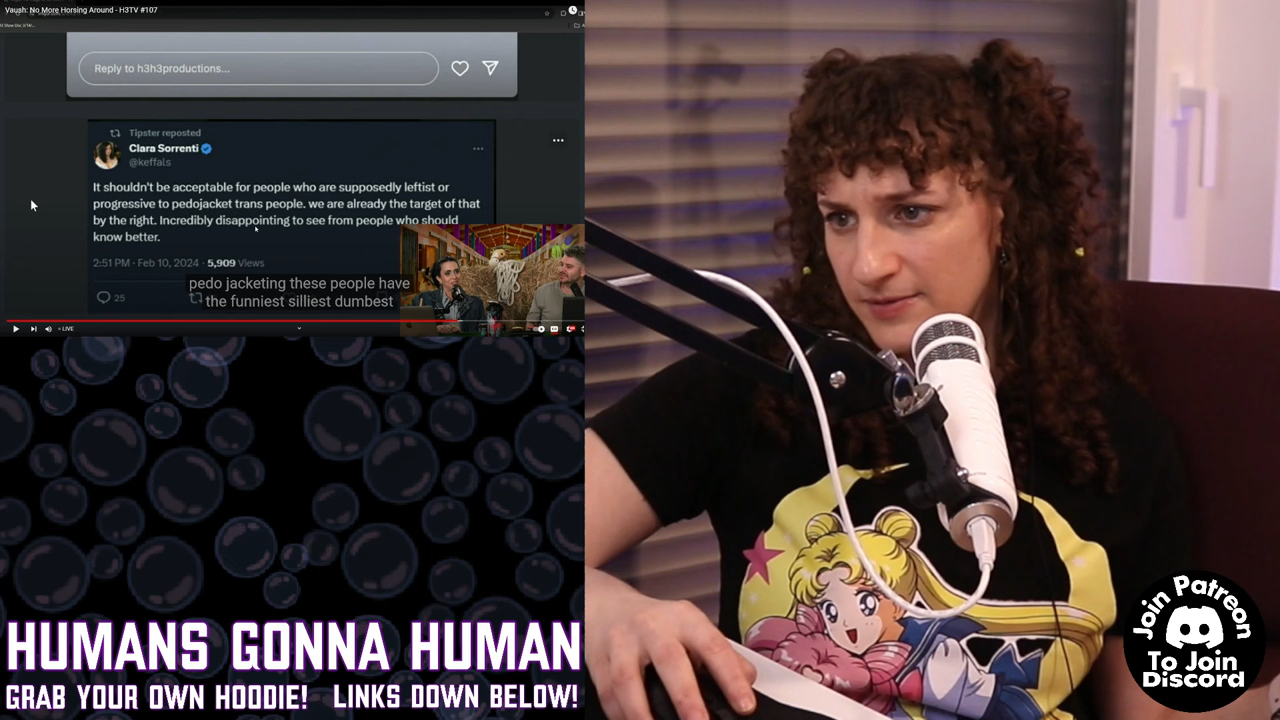 Vaush: No More Horsing Around - H3TV #107
Reply to h3h3productions...
Tipster reposted
Clara Sorrenti
@keffals
It shouldn't be acceptable for people who are supposedly leftist or
progressive to pedojacket trans people. we are already the target of that
by the right. Incredibly disappointing to see from people who should
know better.
2:51 PM · Feb 10, 2024 · 5,909 Views
25
pedo jacketing these people have
the funniest silliest dumbest
LIVE
HUMANS GONNA HUMAN
GRAB YOUR OWN HOODIE! LINKS DOWN BELOW!
Join Patreon
To Join
Discord